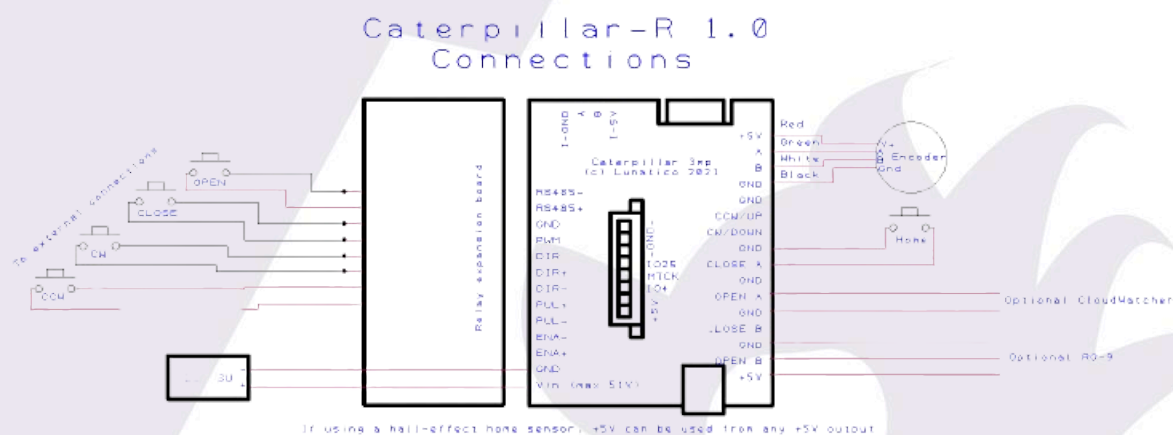 Caterpillar-R 1.0
Connections
To external connections
OPEN
CLOSE
CW
CCW
Relay expansion board
I-GND
A
B
I-5V
Caterpillar 3mp
(c) Lunatico 2021
RS485-
RS485+
GND
PWM
DIR
DIR+
DIR-
PUL+
PUL-
ENA-
ENA+
GND
Vin (max 51V)
-GND-
IO25
MTCK
IO+
+5V
+5V
A
B
GND
GND
CCW/UP
CW/DOWN
GND
CLOSE A
GND
OPEN A
GND
.LOSE B
GND
OPEN B
+5V
Red
Green
White
Black
V+
A
B
Gnd
Encoder
Home
Optional CloudWatcher
Optional RG-9
If using a hall-effect home sensor, +5V can be used from any +5V output